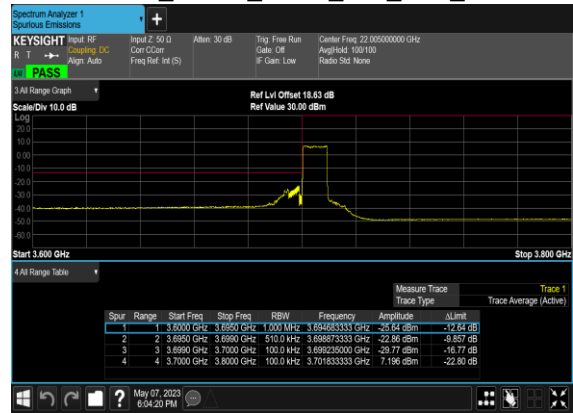 Spectrum Analyzer 1
Spurious Emissions
+
KEYSIGHT Input: RF Input Z: 50 Ω Atten: 30 dB Trig: Free Run Center Freq: 22.005000000 GHz
R T Coupling: DC Corr CCorr Gate: Off Avg|Hold: 100/100
Align: Auto Freq Ref: Int (S) IF Gain: Low Radio Std: None
PASS
3 All Range Graph
Ref Lvl Offset 18.63 dB
Scale/Div 10.0 dB Ref Value 30.00 dBm
Log
20.0
10.0
0.00
-10.0
-20.0
-30.0
-40.0
-50.0
-60.0
Start 3.600 GHz Stop 3.800 GHz
4 All Range Table
Measure Trace Trace 1
Trace Type Trace Average (Active)
Spur Range Start Freq Stop Freq RBW Frequency Amplitude ΔLimit
1 1 3.6000 GHz 3.6950 GHz 1.000 MHz 3.694683333 GHz -25.64 dBm -12.64 dB
2 2 3.6950 GHz 3.6990 GHz 510.0 kHz 3.698873333 GHz -22.86 dBm -9.857 dB
3 3 3.6990 GHz 3.7000 GHz 100.0 kHz 3.699235000 GHz -29.77 dBm -16.77 dB
4 4 3.7000 GHz 3.8000 GHz 100.0 kHz 3.701833333 GHz 7.196 dBm -22.80 dB
? May 07, 2023
6:04:20 PM